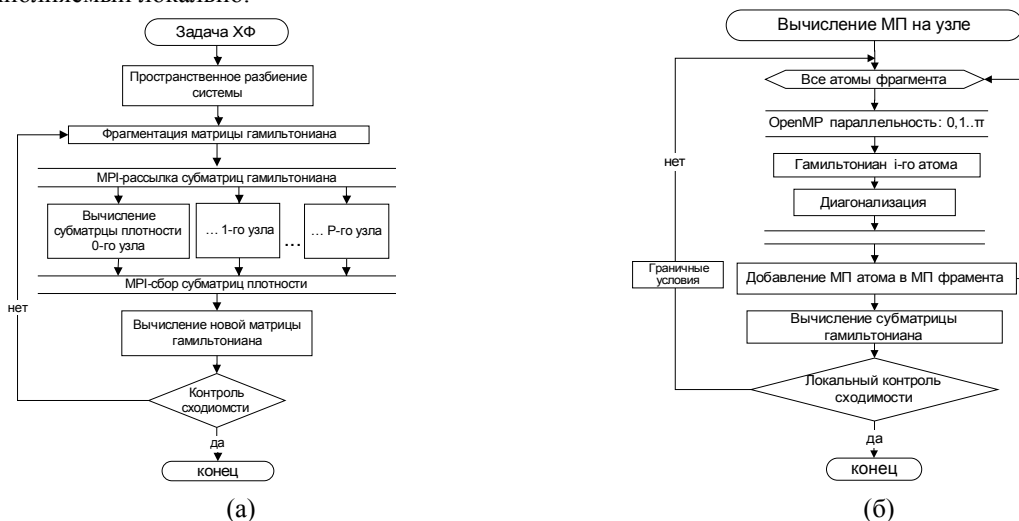 Задача ХФ
Пространственное разбиение
системы
Фрагментация матрицы гамильтониана
MPI-рассылка субматриц гамильтониана
Вычисление
субматрцы плотности
0-го узла
... 1-го узла
...
... P-го узла
MPI-сбор субматриц плотности
нет
Вычисление новой матрицы
гамильтониана
Контроль
сходиомсти
да
конец
(а)
Вычисление МП на узле
Все атомы фрагмента
OpenMP параллельность: 0,1..π
нет
Гамильтониан i-го атома
Диагонализация
Граничные
условия
Добавление МП атома в МП фрамента
Вычисление субматрицы
гамильтониана
Локальный контроль
сходимости
да
конец
(б)